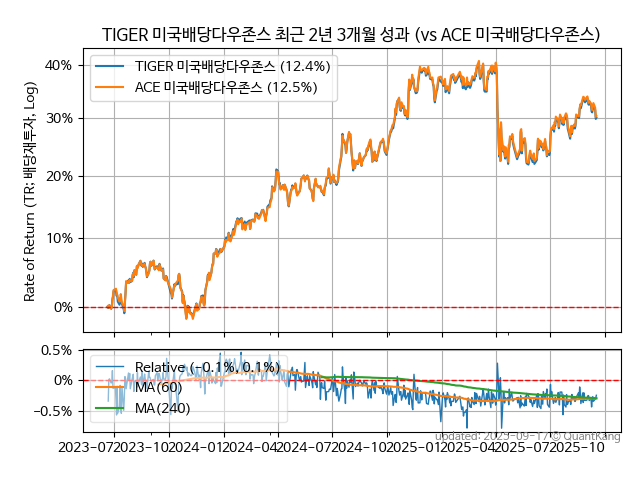 TIGER 미국배당다우존스 최근 2년 3개월 성과 (vs ACE 미국배당다우존스)
Rate of Return (TR: 배당재투자, Log)
40%
30%
20%
10%
0%
TIGER 미국배당다우존스 (12.4%)
ACE 미국배당다우존스 (12.5%)
0.5%
0%
−0.5%
Relative (−0.1%, 0.1%)
MA(60)
MA(240)
2023-07 2023-10 2024-01 2024-04 2024-07 2024-10 2025-01 2025-04 2025-07 2025-10
updated: 2025-09-17 © QuantKang